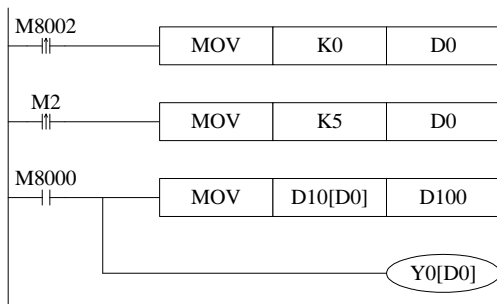 M8002
MOV K0 D0
M2
MOV K5 D0
M8000
MOV D10[D0] D100
Y0[D0]